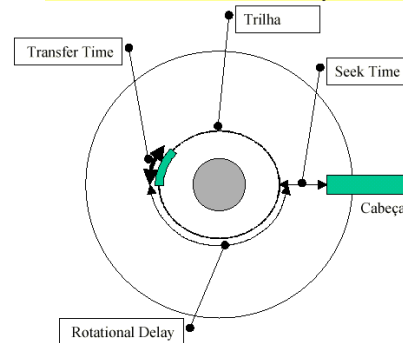 Trilha
Transfer Time
Seek Time
Cabeça
Rotational Delay